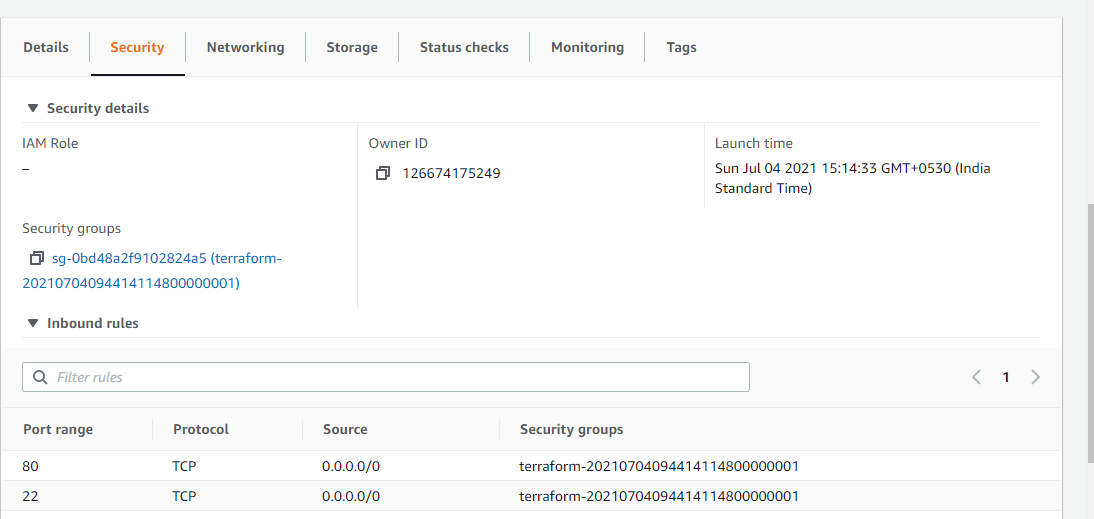 Details Security Networking Storage Status checks Monitoring Tags
Security details
IAM Role
–
Owner ID
126674175249
Launch time
Sun Jul 04 2021 15:14:33 GMT+0530 (India
Standard Time)
Security groups
sg-0bd48a2f9102824a5 (terraform-
20210704094414114800000001)
Inbound rules
Filter rules
1
Port range Protocol Source Security groups
80 TCP 0.0.0.0/0 terraform-20210704094414114800000001
22 TCP 0.0.0.0/0 terraform-20210704094414114800000001